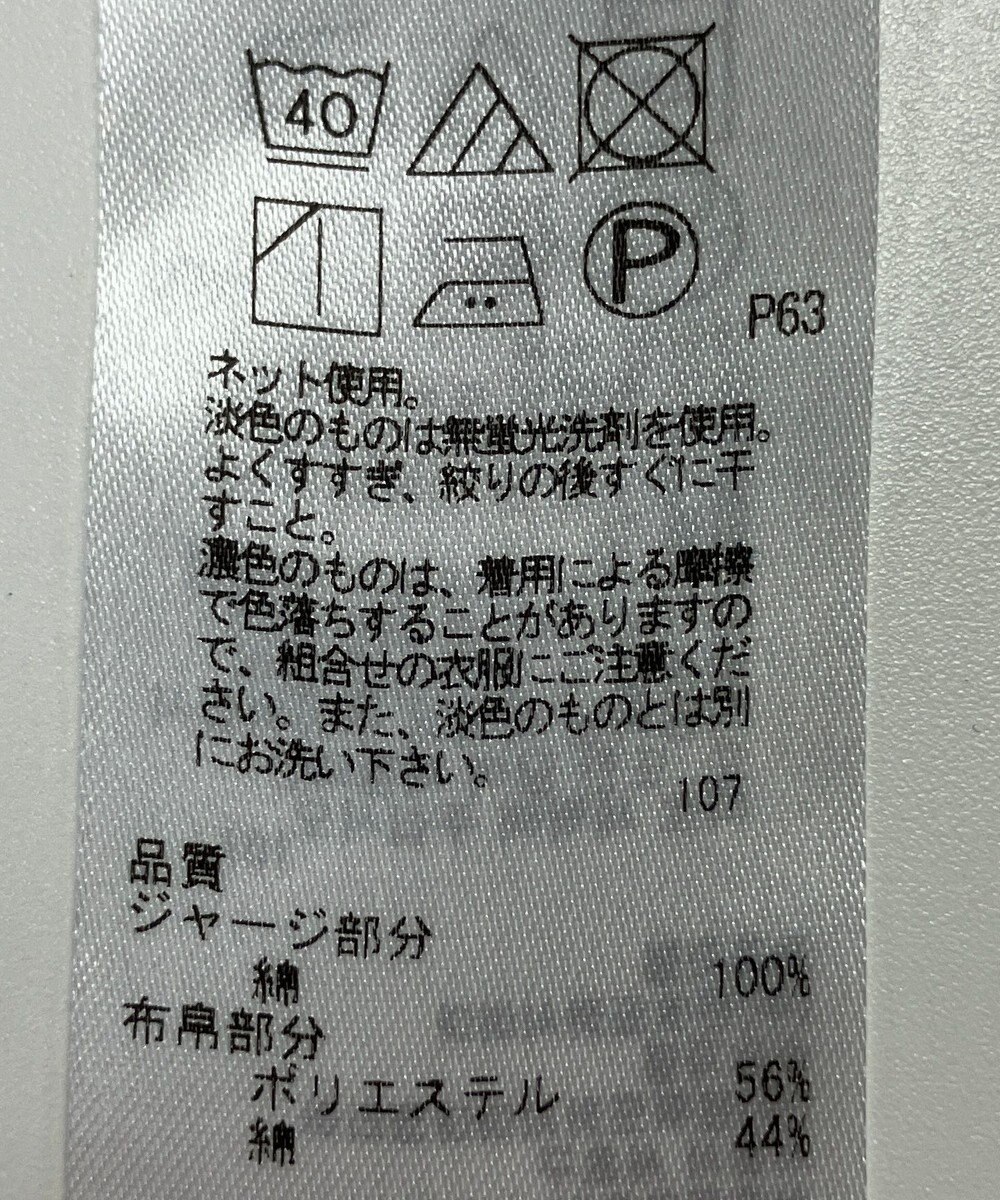 40
P
P63
ネット使用。
淡色のものは無蛍光洗剤を使用。
よくすすぎ、絞りの後すぐに干
すこと。
濃色のものは、着用による摩擦
で色落ちすることがありますの
で、組合せの衣服にご注意くだ
さい。また、淡色のものとは別
にお洗い下さい。
107
品質
ジャージ部分
綿 100%
布帛部分
ポリエステル 56%
綿 44%